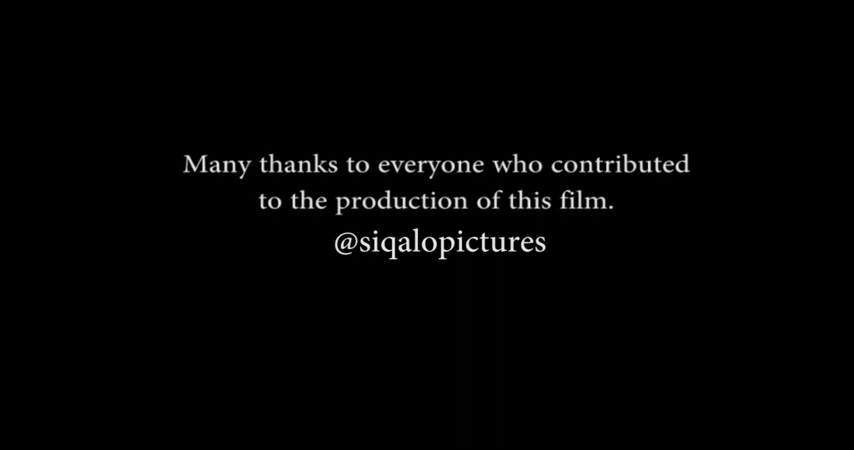 Many thanks to everyone who contributed
to the production of this film.
@siqalopictures